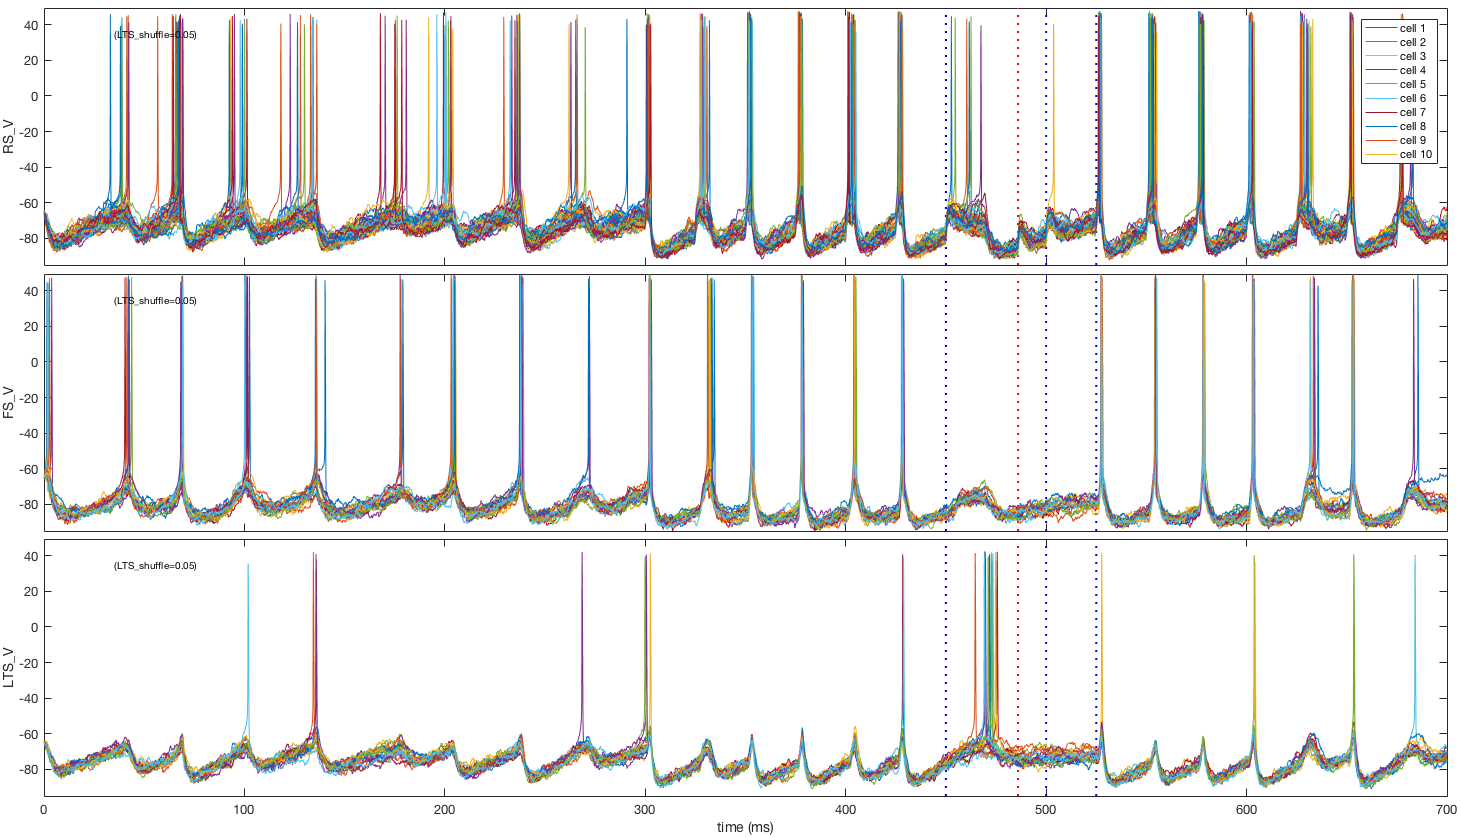 40
20
0
-20
-40
-60
-80
RS_V
(LTS_shuffle=0.05)
cell 1
cell 2
cell 3
cell 4
cell 5
cell 6
cell 7
cell 8
cell 9
cell 10
40
20
0
-20
-40
-60
-80
FS_V
(LTS_shuffle=0.05)
40
20
0
-20
-40
-60
-80
LTS_V
(LTS_shuffle=0.05)
0 100 200 300 400 500 600 700
time (ms)